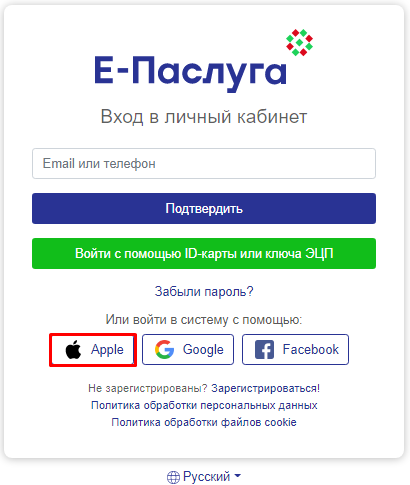 Е-Паслуга
Вход в личный кабинет
Email или телефон
Подтвердить
Войти с помощью ID-карты или ключа ЭЦП
Забыли пароль?
Или войти в систему с помощью:
Apple Google Facebook
Не зарегистрированы? Зарегистрироваться!
Политика обработки персональных данных
Политика обработки файлов cookie
Русский